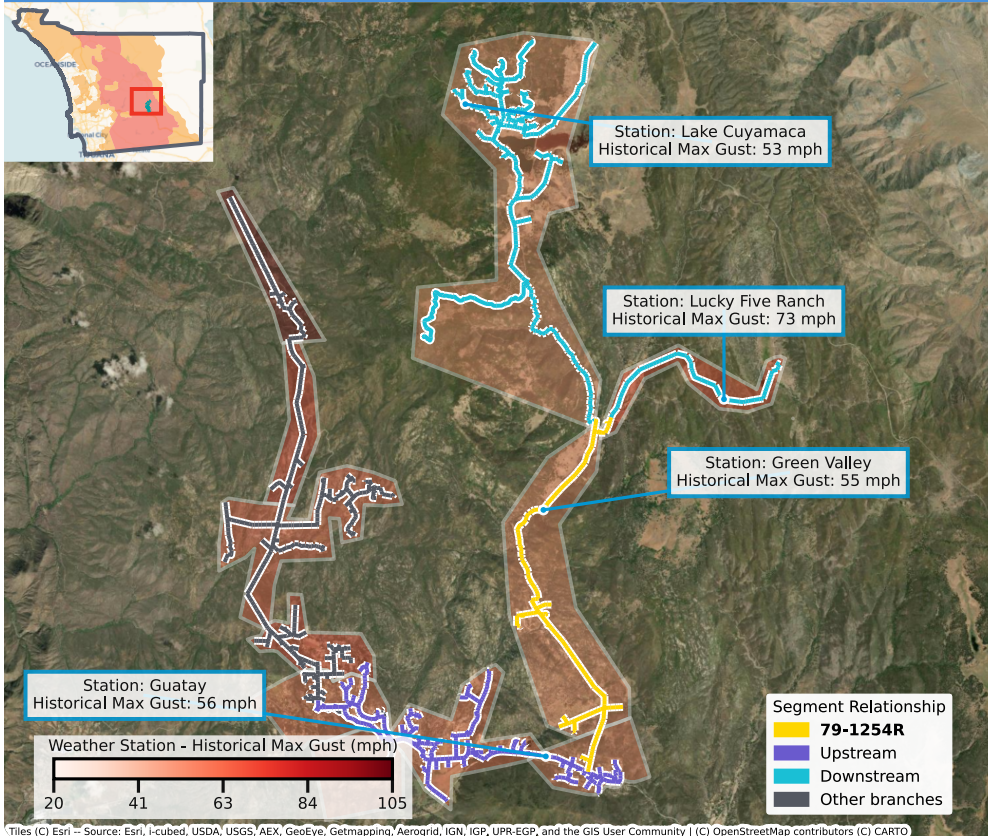 OCEANSIDE
nal City
TIJUANA
Station: Lake Cuyamaca
Historical Max Gust: 53 mph
Station: Lucky Five Ranch
Historical Max Gust: 73 mph
Station: Green Valley
Historical Max Gust: 55 mph
Station: Guatay
Historical Max Gust: 56 mph
Segment Relationship
79-1254R
Upstream
Downstream
Other branches
Weather Station - Historical Max Gust (mph)
20 41 63 84 105
Tiles (C) Esri -- Source: Esri, i-cubed, USDA, USGS, AEX, GeoEye, Getmapping, Aerogrid, IGN, IGP, UPR-EGP, and the GIS User Community | (C) OpenStreetMap contributors (C) CARTO